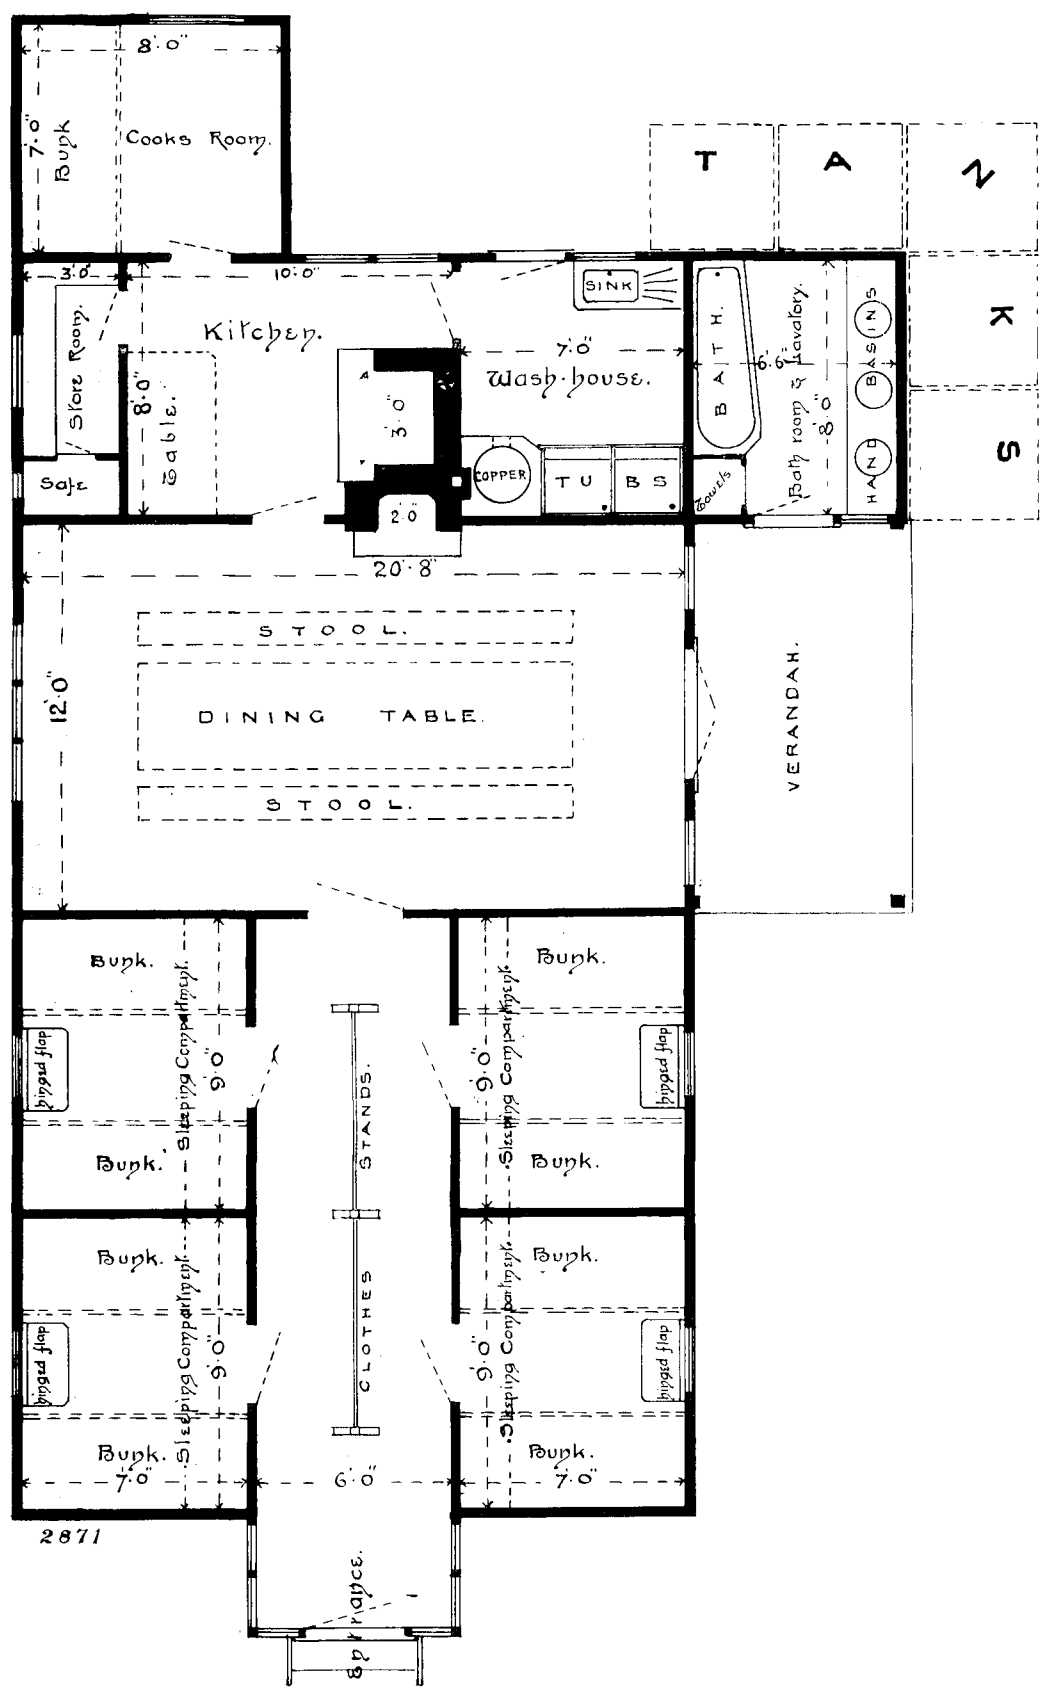 8'·0"
7'·0"
Bunk
Cooks Room.
T A N K S
3'·0"
10'·0"
Kitchen.
Store Room.
8'·0"
Table.
Safe
3'·0"
2'·0"
SINK
7'·0"
Wash-house.
COPPER
TU BS
BATH.
6'·6"
Bath room & Lavatory.
8'·0"
HAND BASINS
Towels
20'·8"
12'·0"
STOOL.
DINING TABLE.
STOOL.
VERANDAH.
Bunk.
Sleeping Compartment.
9'·0"
hinged flap
Bunk.
Bunk.
Sleeping Compartment.
9'·0"
hinged flap
Bunk.
CLOTHES STANDS.
Bunk.
Sleeping Compartment.
9'·0"
hinged flap
Bunk.
7'·0"
6'·0"
Bunk.
Sleeping Compartment.
9'·0"
hinged flap
Bunk.
7'·0"
2871
Entrance.